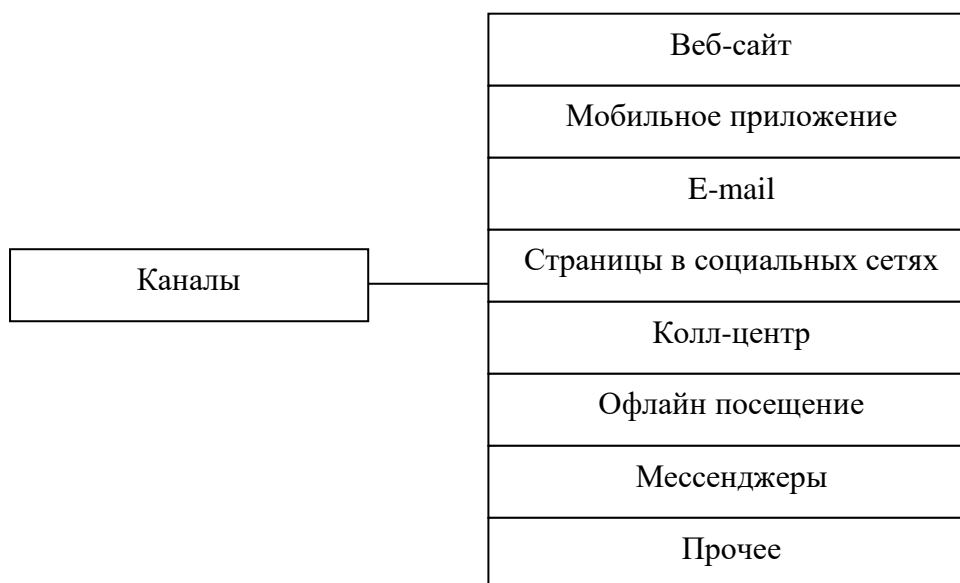 Веб-сайт
Мобильное приложение
E-mail
Страницы в социальных сетях
Каналы
Колл-центр
Офлайн посещение
Мессенджеры
Прочее